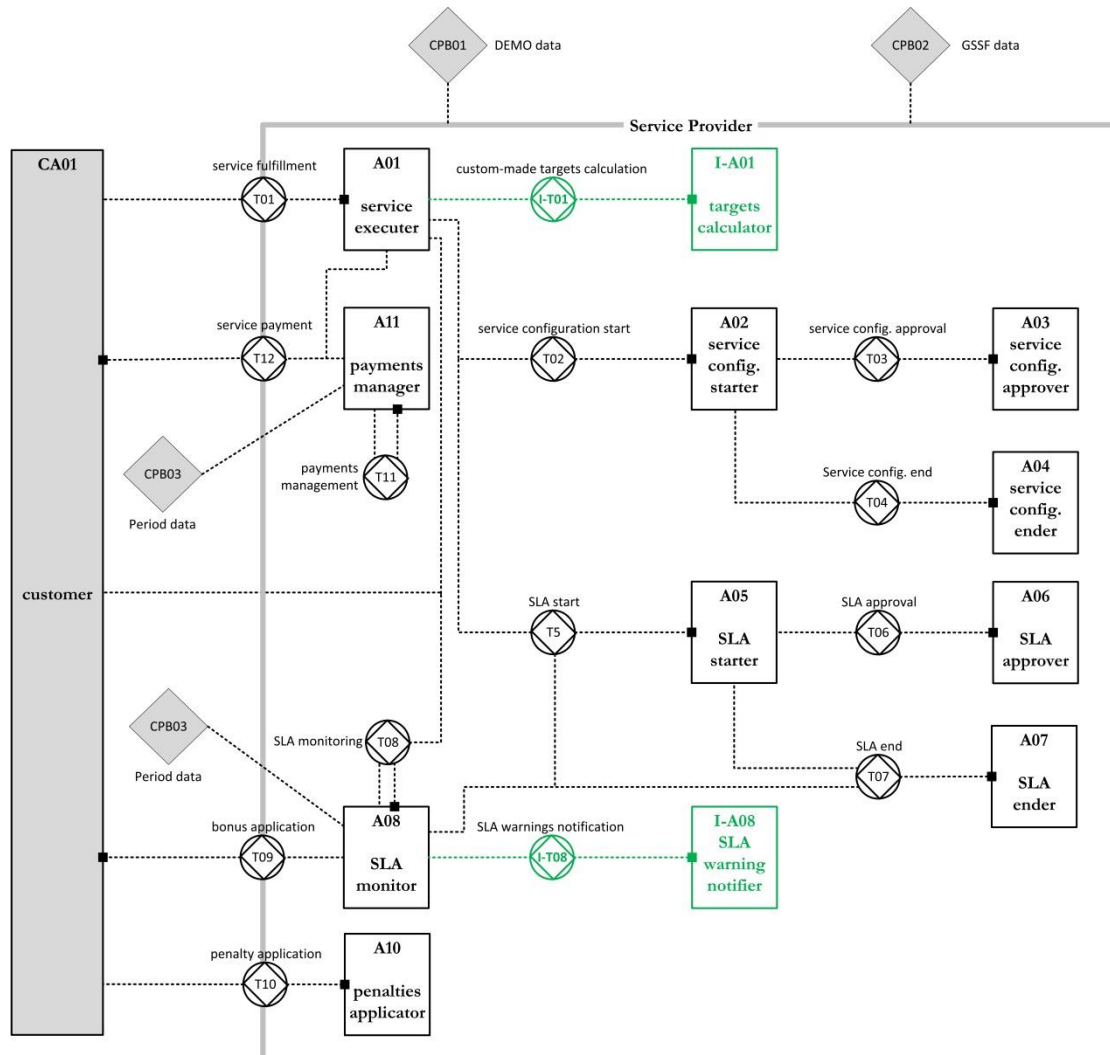 CPB01
DEMO data
CPB02
GSSF data
Service Provider
CA01
customer
service fulfillment
T01
A01
service
executer
custom-made targets calculation
I-T01
I-A01
targets
calculator
service payment
T12
A11
payments
manager
service configuration start
T02
A02
service
config.
starter
service config. approval
T03
A03
service
config.
approver
CPB03
Period data
payments
management
T11
Service config. end
T04
A04
service
config.
ender
SLA start
T5
A05
SLA
starter
SLA approval
T06
A06
SLA
approver
CPB03
Period data
SLA monitoring
T08
SLA end
T07
A07
SLA
ender
bonus application
T09
A08
SLA
monitor
SLA warnings notification
I-T08
I-A08
SLA
warning
notifier
penalty application
T10
A10
penalties
applicator